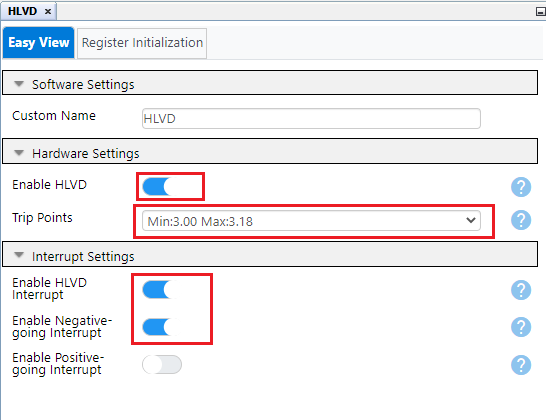 HLVD
Easy View Register Initialization
Software Settings
Custom Name HLVD
Hardware Settings
Enable HLVD ?
Trip Points Min:3.00 Max:3.18 ?
Interrupt Settings
Enable HLVD
Interrupt ?
Enable Negative-
going Interrupt ?
Enable Positive-
going Interrupt ?